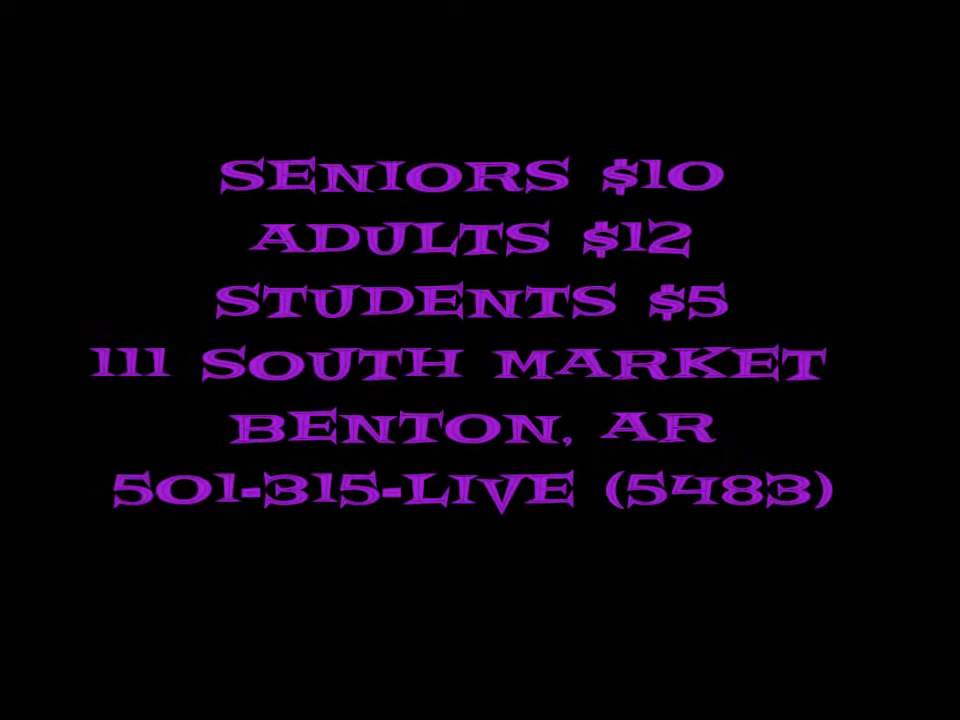 SENIORS $10
ADULTS $12
STUDENTS $5
111 SOUTH MARKET
BENTON, AR
501-315-LIVE (5483)